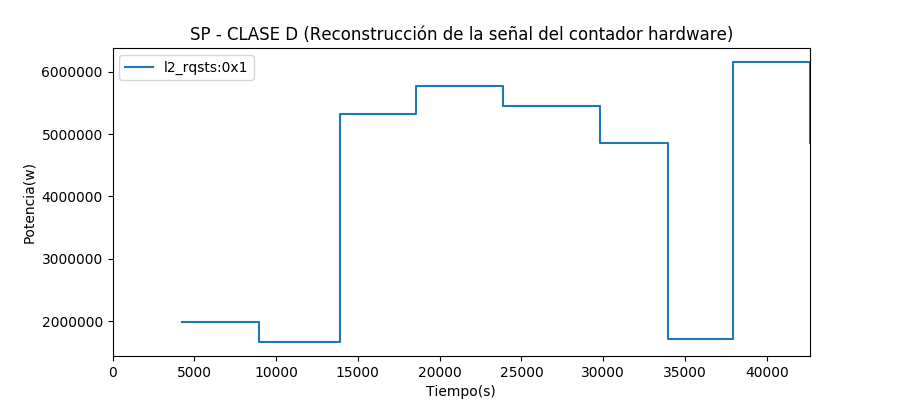 SP - CLASE D (Reconstrucción de la señal del contador hardware)
l2_rqsts:0x1
6000000
5000000
4000000
3000000
2000000
Potencia(w)
0 5000 10000 15000 20000 25000 30000 35000 40000
Tiempo(s)